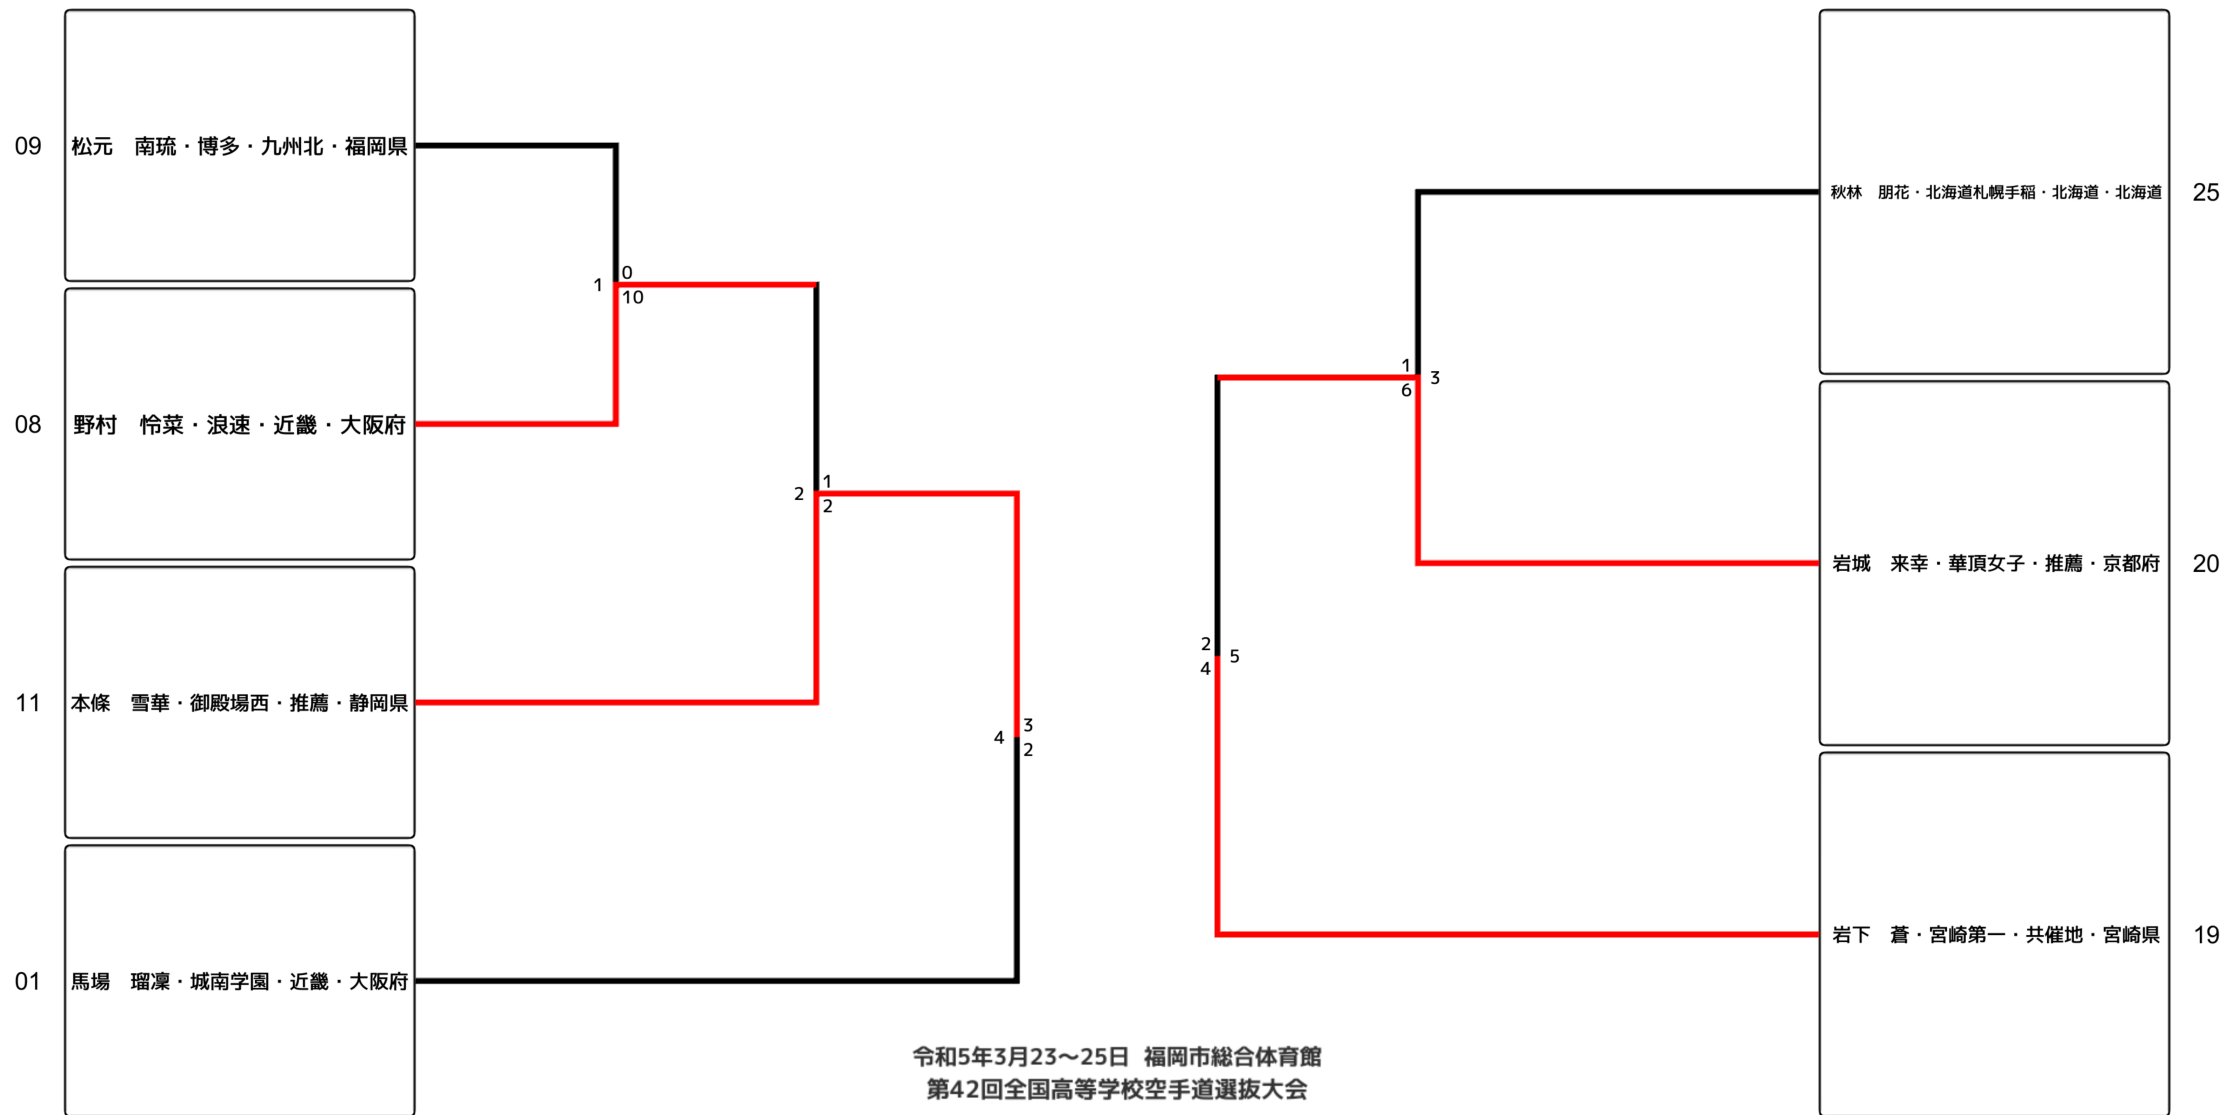 09
松元　南琉・博多・九州北・福岡県
08
野村　怜菜・浪速・近畿・大阪府
11
本條　雪華・御殿場西・推薦・静岡県
01
馬場　瑠凜・城南学園・近畿・大阪府
0
1
10
1
2
2
3
4
2
1
3
6
2
5
4
秋林　朋花・北海道札幌手稲・北海道・北海道
25
岩城　来幸・華頂女子・推薦・京都府
20
岩下　蒼・宮崎第一・共催地・宮崎県
19
令和5年3月23～25日 福岡市総合体育館
第42回全国高等学校空手道選抜大会